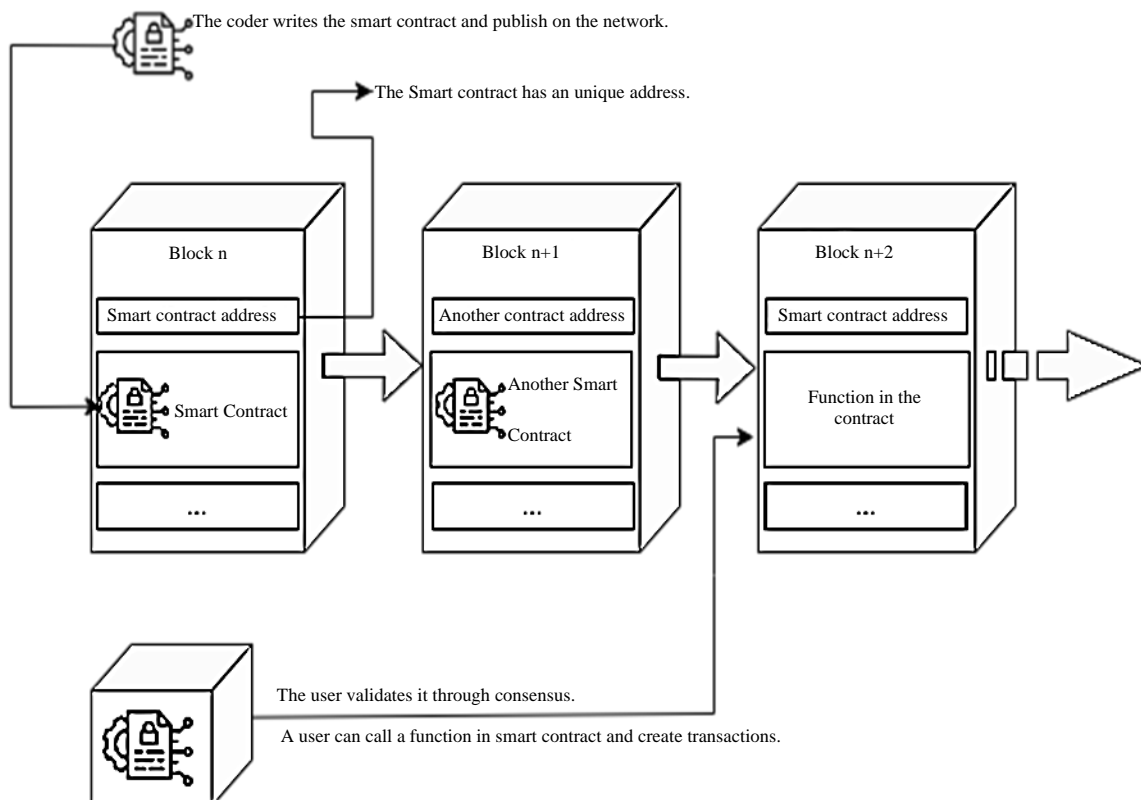 The coder writes the smart contract and publish on the network.
The Smart contract has an unique address.
Block n
Smart contract address
Smart Contract
...
Block n+1
Another contract address
Another Smart
Contract
...
Block n+2
Smart contract address
Function in the
contract
...
The user validates it through consensus.
A user can call a function in smart contract and create transactions.